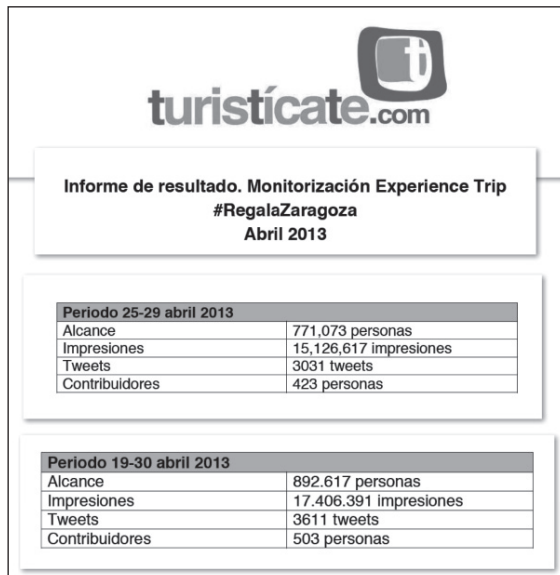 t
turistícate.com
Informe de resultado. Monitorización Experience Trip
#RegalaZaragoza
Abril 2013
Periodo 25-29 abril 2013
Alcance 771,073 personas
Impresiones 15,126,617 impresiones
Tweets 3031 tweets
Contribuidores 423 personas
Periodo 19-30 abril 2013
Alcance 892.617 personas
Impresiones 17.406.391 impresiones
Tweets 3611 tweets
Contribuidores 503 personas